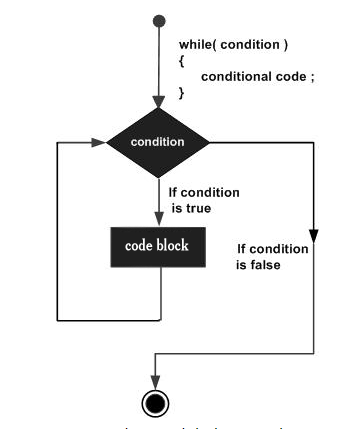 while( condition )
{
conditional code ;
}
condition
If condition
is true
code block
If condition
is false